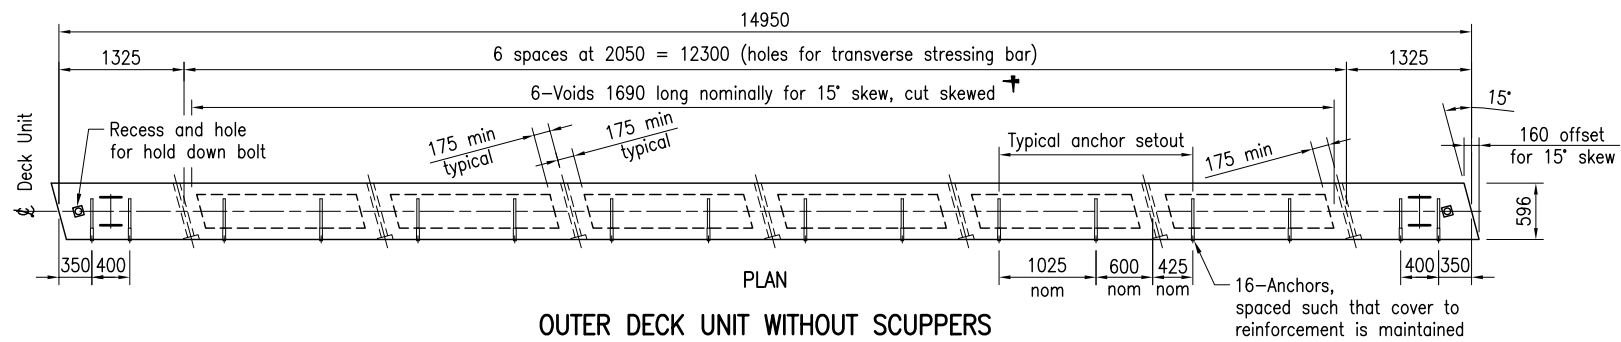 14950
1325
6 spaces at 2050 = 12300 (holes for transverse stressing bar)
1325
6-Voids 1690 long nominally for 15° skew, cut skewed
15°
Deck Unit
℄
Recess and hole
for hold down bolt
175 min
typical
175 min
typical
Typical anchor setout
175 min
160 offset
for 15° skew
596
350
400
PLAN
1025
nom
600
nom
425
nom
400
350
16-Anchors,
spaced such that cover to
reinforcement is maintained
OUTER DECK UNIT WITHOUT SCUPPERS